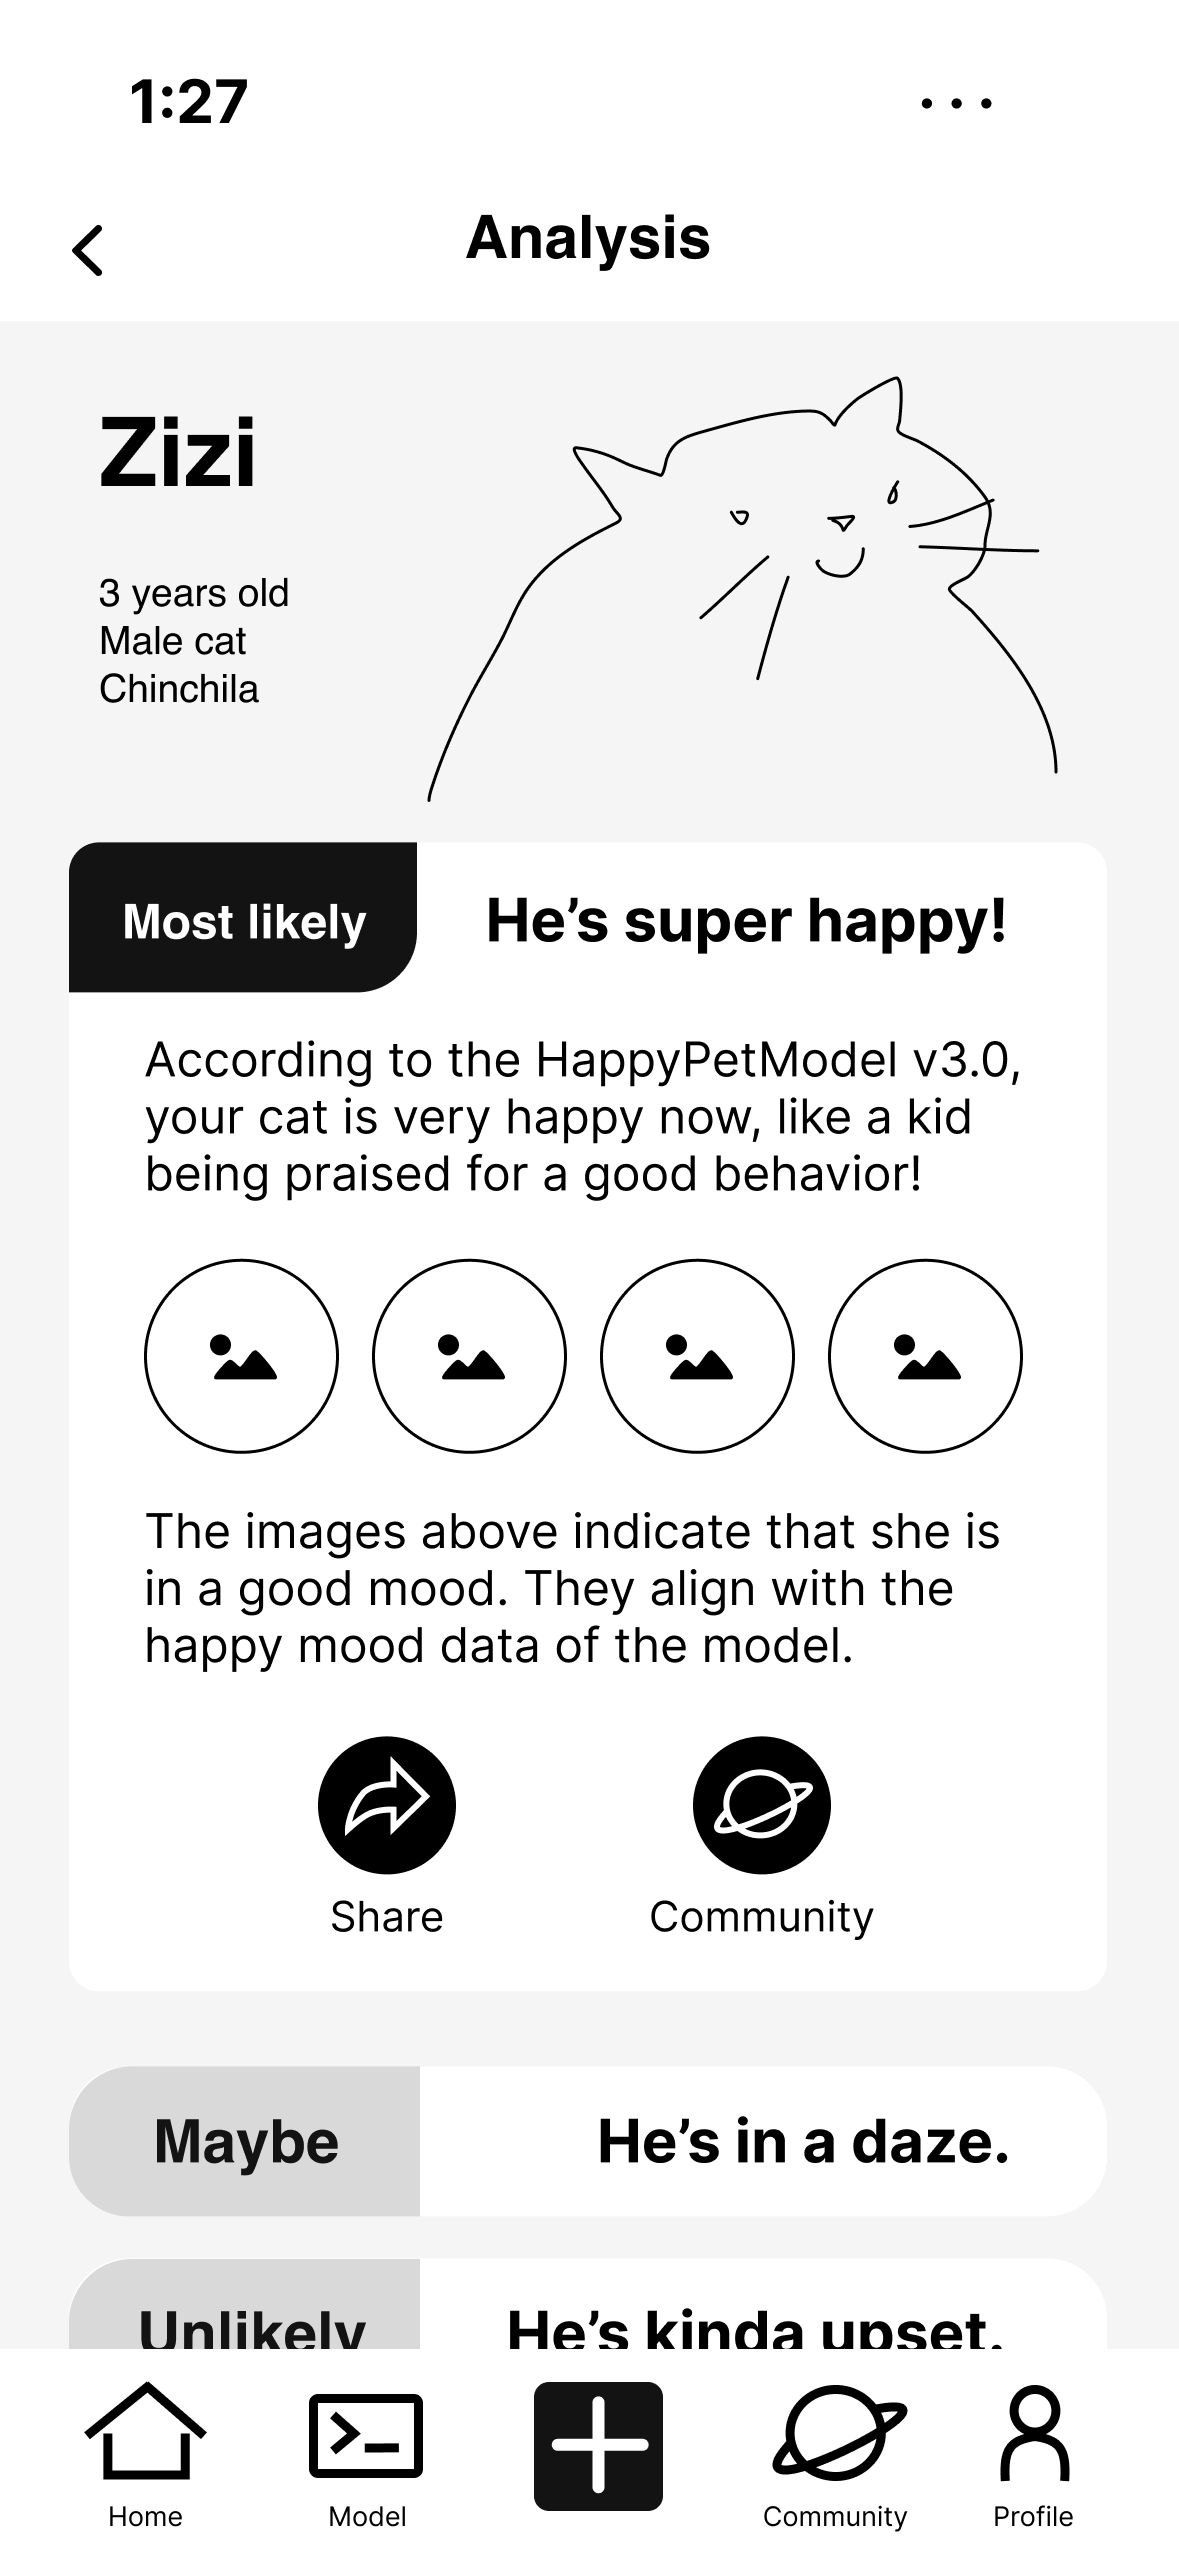 1:27
Analysis
Zizi
3 years old
Male cat
Chinchila
Most likely
He’s super happy!
According to the HappyPetModel v3.0,
your cat is very happy now, like a kid
being praised for a good behavior!
The images above indicate that she is
in a good mood. They align with the
happy mood data of the model.
Share
Community
Maybe
He’s in a daze.
Unlikely
He’s kinda upset.
Home
Model
Community
Profile